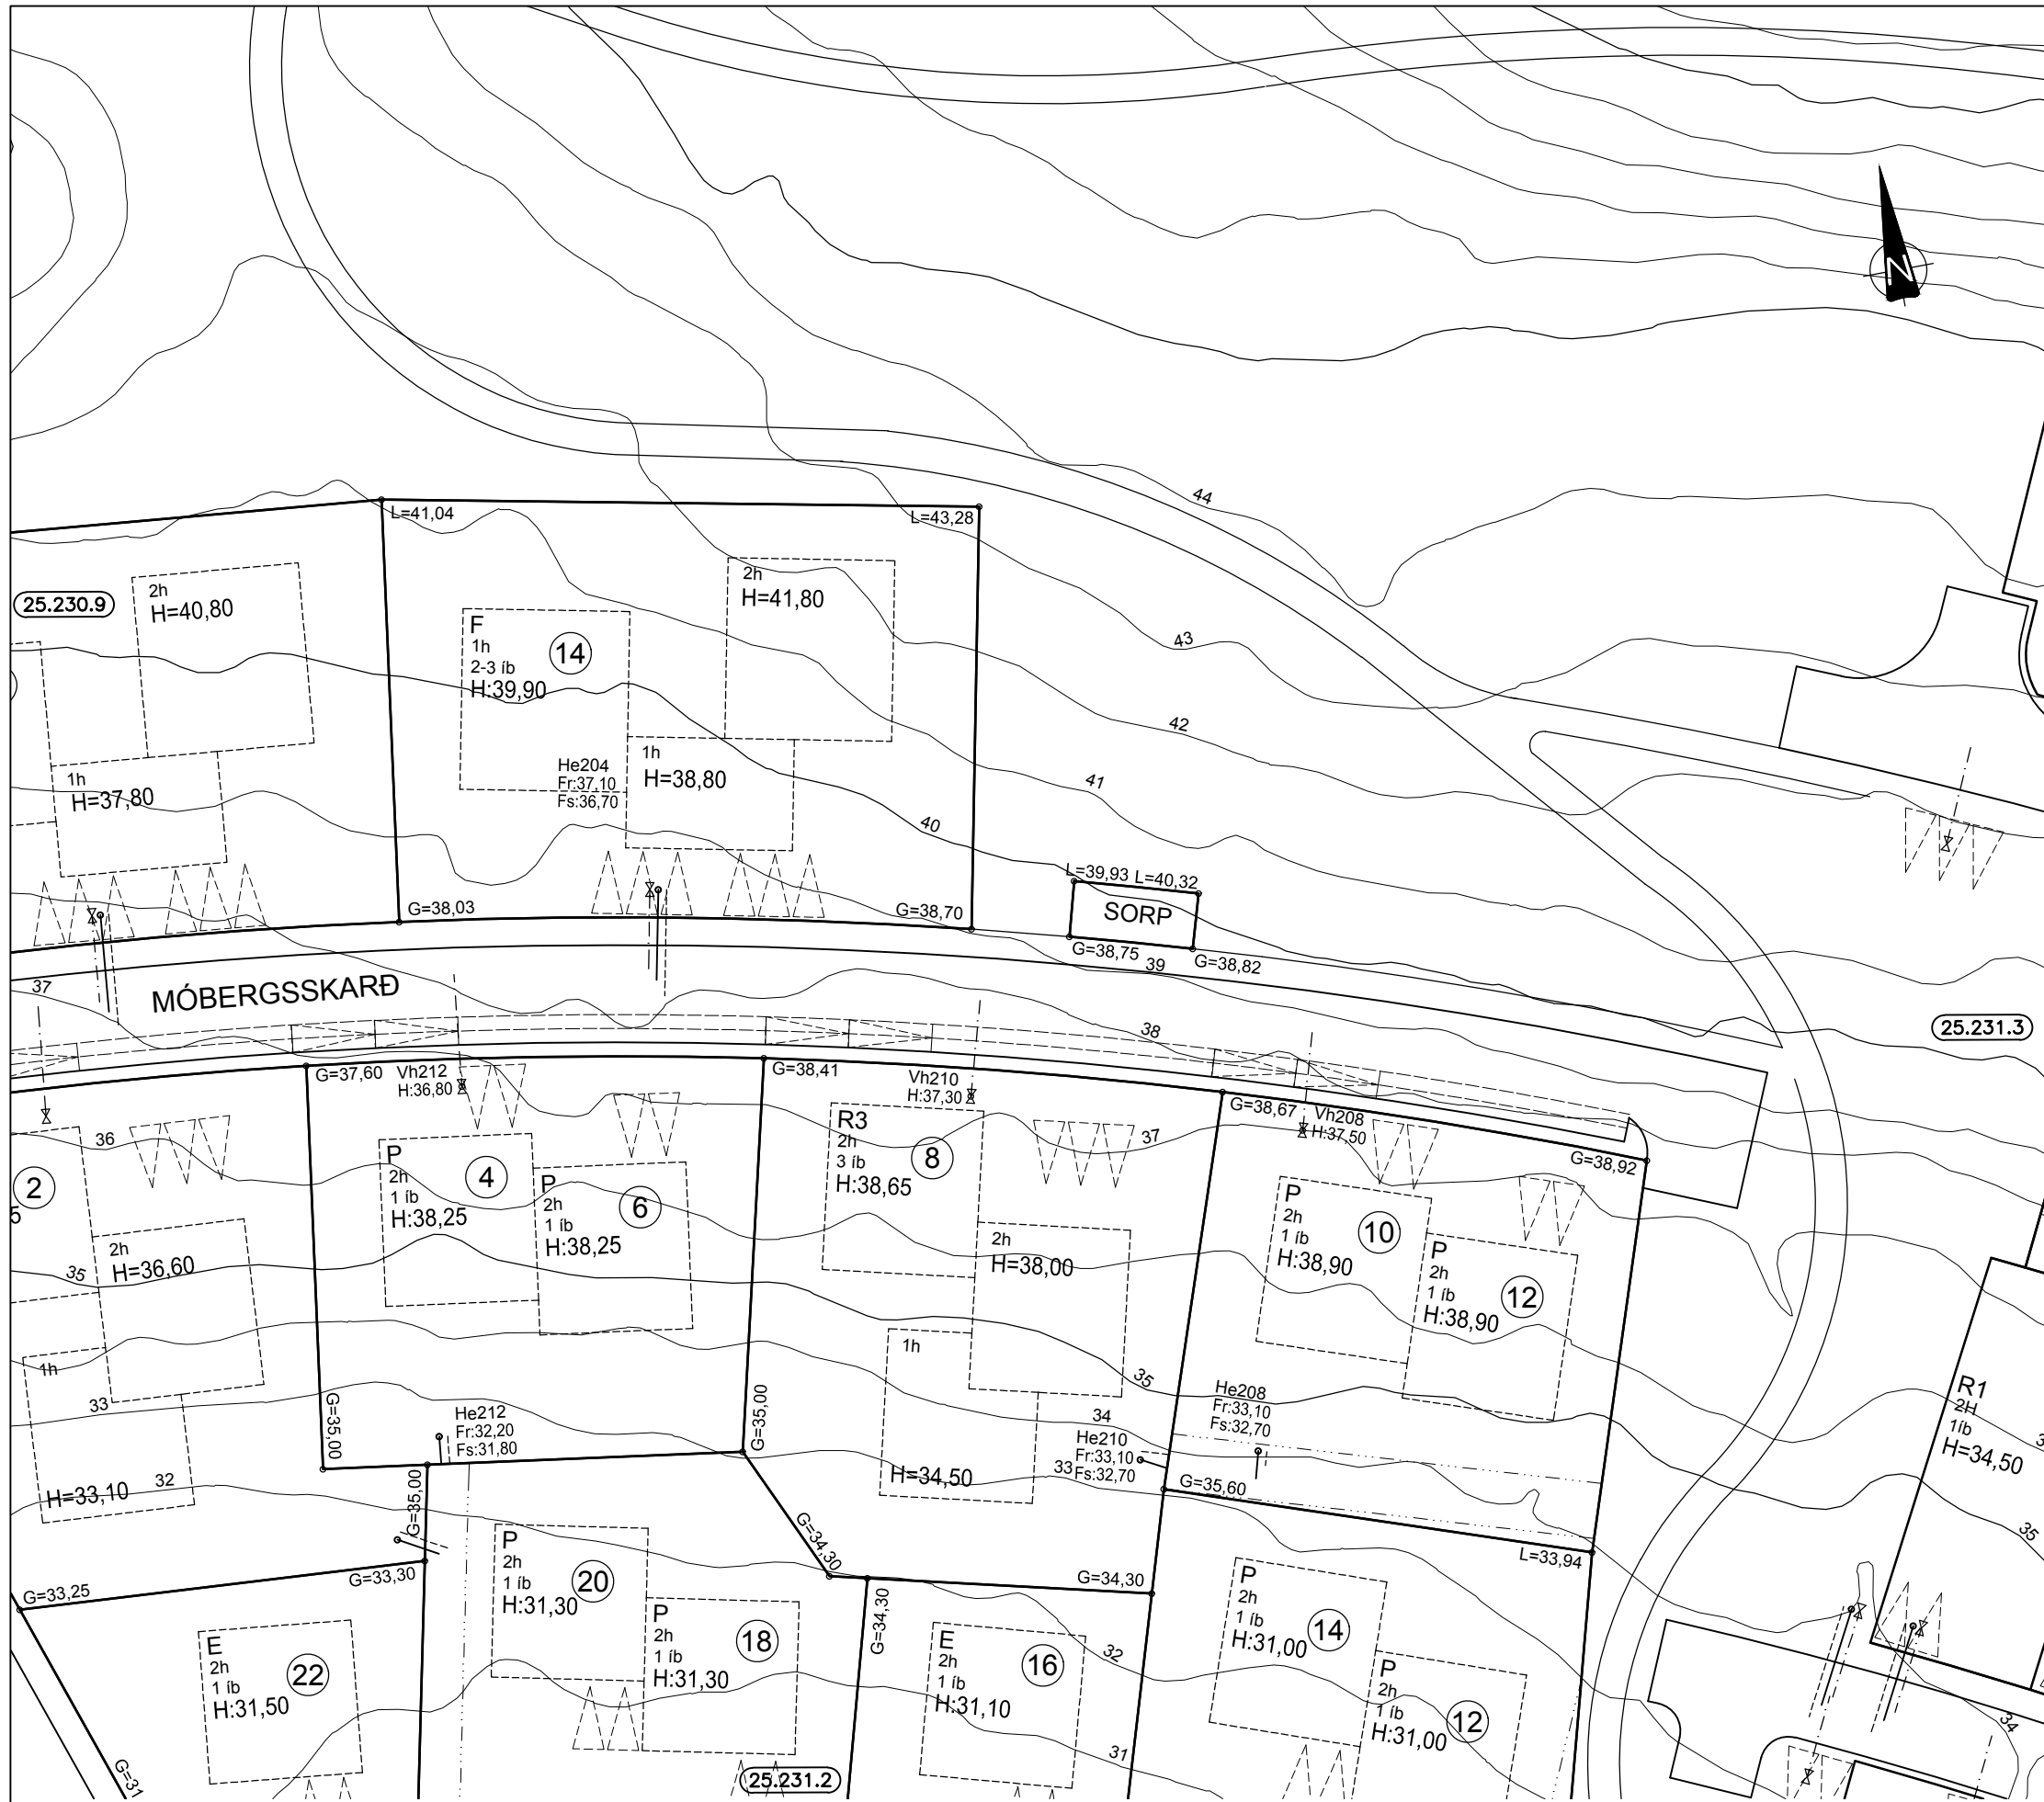 N
44
L=41,04
L=43,28
25.230.9
2h
H=40,80
1h
H=37,80
F
1h
2-3 íb
H:39,90
14
2h
H=41,80
He204
Fr:37,10
Fs:36,70
1h
H=38,80
43
42
41
40
L=39,93
L=40,32
SORP
G=38,03
G=38,70
G=38,75
G=38,82
39
38
37
MÓBERGSSKARÐ
25.231.3
G=37,60
Vh212
H:36,80
G=38,41
Vh210
H:37,30
G=38,67
Vh208
H:37,50
G=38,92
36
37
2
5
2h
H=36,60
35
1h
33
H=33,10
32
P
2h
1 íb
H:38,25
4
P
2h
1 íb
H:38,25
6
R3
2h
3 íb
H:38,65
8
2h
H=38,00
1h
H=34,50
P
2h
1 íb
H:38,90
10
P
2h
1 íb
H:38,90
12
35
34
33
G=35,00
He212
Fr:32,20
Fs:31,80
G=35,00
He210
Fr:33,10
Fs:32,70
He208
Fr:33,10
Fs:32,70
G=35,60
L=33,94
R1
2H
1íb
H=34,50
35
34
G=35,00
G=34,30
G=34,30
G=34,30
G=33,25
G=33,30
E
2h
1 íb
H:31,50
22
P
2h
1 íb
H:31,30
20
P
2h
1 íb
H:31,30
18
E
2h
1 íb
H:31,10
16
32
31
P
2h
1 íb
H:31,00
14
P
2h
1 íb
H:31,00
12
G=31
25.231.2